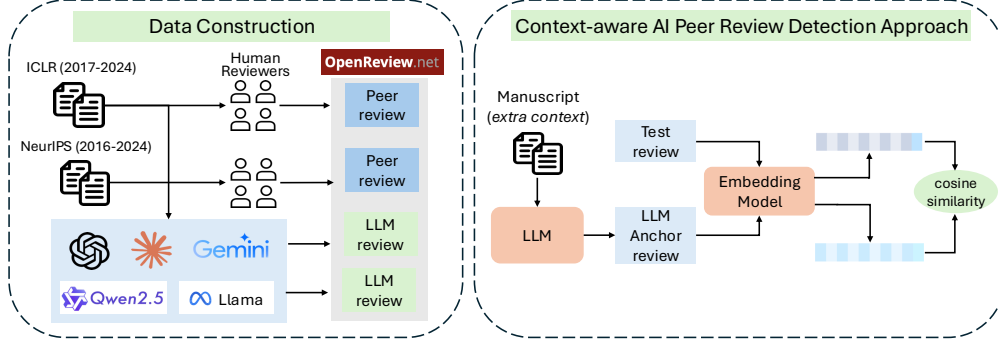 Data Construction
ICLR (2017-2024)
Human
Reviewers
OpenReview.net
Peer
review
NeurIPS (2016-2024)
Peer
review
LLM
review
Gemini
LLM
review
Qwen2.5
Llama
Context-aware AI Peer Review Detection Approach
Manuscript
(extra context)
Test
review
Embedding
Model
cosine
similarity
LLM
LLM
Anchor
review